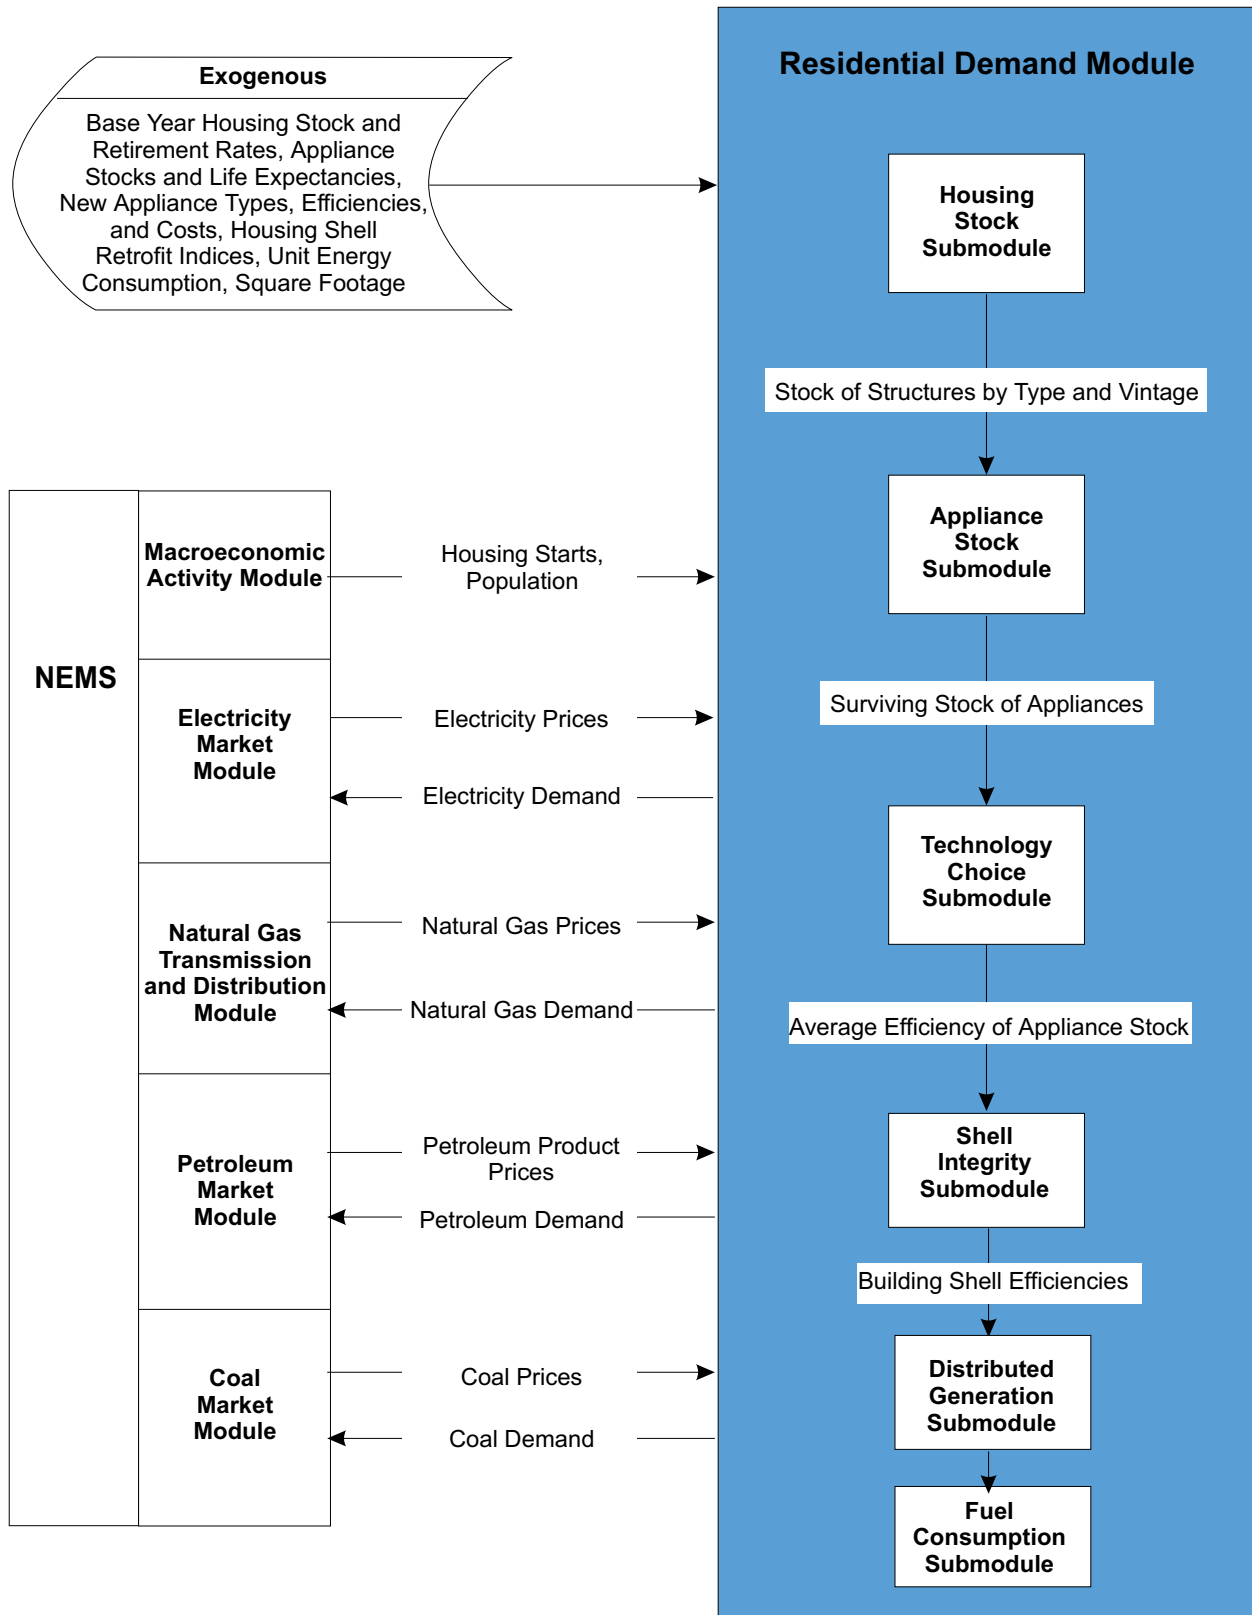 Exogenous
Base Year Housing Stock and
Retirement Rates, Appliance
Stocks and Life Expectancies,
New Appliance Types, Efficiencies,
and Costs, Housing Shell
Retrofit Indices, Unit Energy
Consumption, Square Footage
NEMS
Macroeconomic
Activity Module
Housing Starts,
Population
Electricity
Market
Module
Electricity Prices
Electricity Demand
Natural Gas
Transmission
and Distribution
Module
Natural Gas Prices
Natural Gas Demand
Petroleum
Market
Module
Petroleum Product
Prices
Petroleum Demand
Coal
Market
Module
Coal Prices
Coal Demand
Residential Demand Module
Housing
Stock
Submodule
Stock of Structures by Type and Vintage
Appliance
Stock
Submodule
Surviving Stock of Appliances
Technology
Choice
Submodule
Average Efficiency of Appliance Stock
Shell
Integrity
Submodule
Building Shell Efficiencies
Distributed
Generation
Submodule
Fuel
Consumption
Submodule